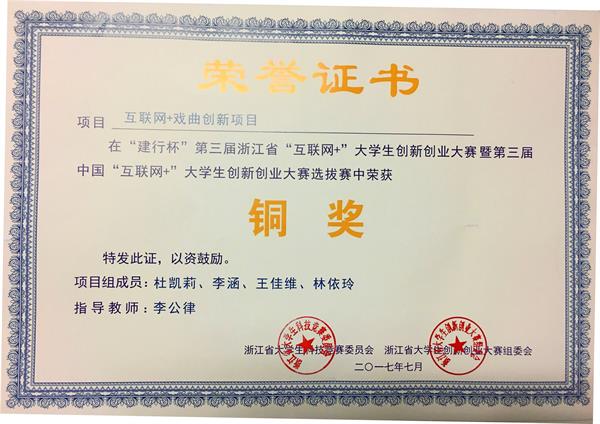 荣誉证书
项目 互联网+戏曲创新项目
在“建行杯”第三届浙江省“互联网+”大学生创新创业大赛暨第三届
中国“互联网+”大学生创新创业大赛选拔赛中荣获
铜奖
特发此证，以资鼓励。
项目组成员：杜凯莉、李涵、王佳维、林依玲
指导教师：李公律
浙江省大学生科技竞赛委员会 浙江省大学生创新创业大赛组委会
二〇一七年七月